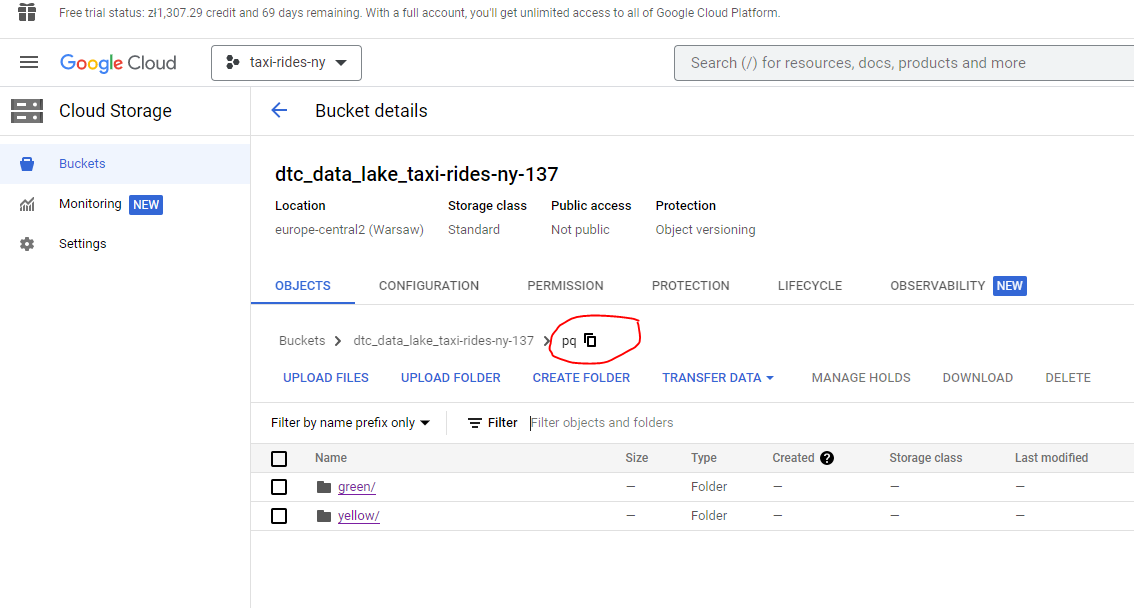 Free trial status: zł1,307.29 credit and 69 days remaining. With a full account, you'll get unlimited access to all of Google Cloud Platform.
Google Cloud taxi-rides-ny Search (/) for resources, docs, products and more
Cloud Storage Bucket details
Buckets
Monitoring NEW
Settings
dtc_data_lake_taxi-rides-ny-137
Location Storage class Public access Protection
europe-central2 (Warsaw) Standard Not public Object versioning
OBJECTS CONFIGURATION PERMISSION PROTECTION LIFECYCLE OBSERVABILITY NEW
Buckets > dtc_data_lake_taxi-rides-ny-137 > pq
UPLOAD FILES UPLOAD FOLDER CREATE FOLDER TRANSFER DATA MANAGE HOLDS DOWNLOAD DELETE
Filter by name prefix only Filter Filter objects and folders
Name Size Type Created ? Storage class Last modified
green/ — Folder — — —
yellow/ — Folder — — —